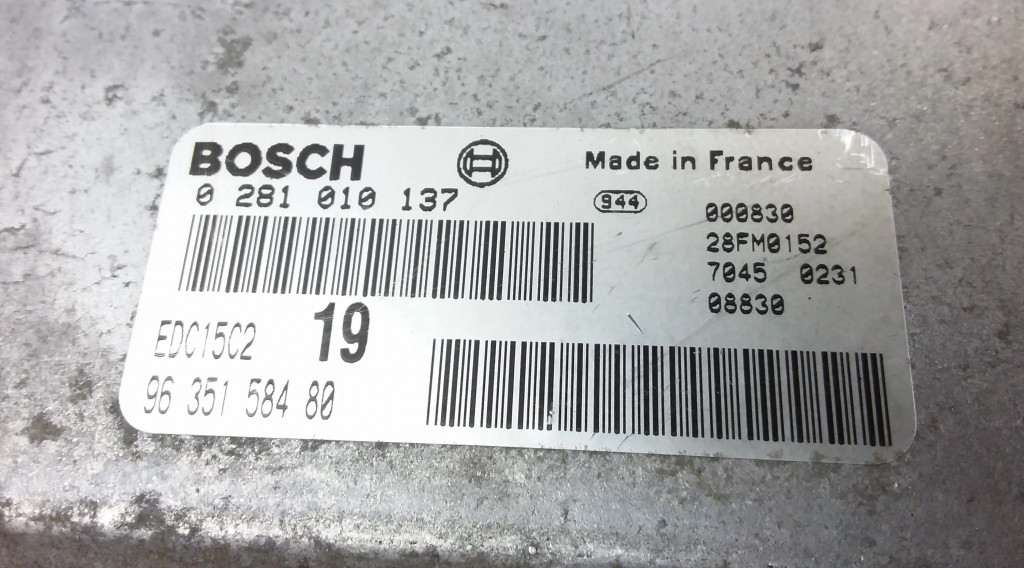 BOSCH
Made in France
0 281 010 137
944
000830
28FM0152
7045 0231
08830
EDC15C2
19
96 351 584 80